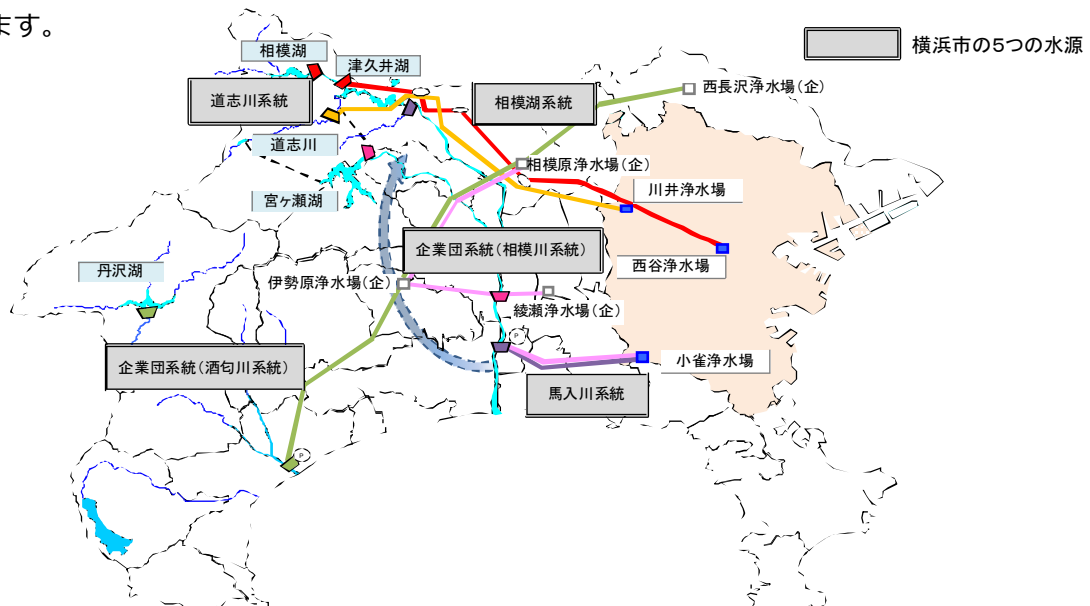 ます。
横浜市の5つの水源
相模湖
津久井湖
道志川系統
相模湖系統
西長沢浄水場(企)
道志川
相模原浄水場(企)
川井浄水場
宮ヶ瀬湖
企業団系統(相模川系統)
西谷浄水場
丹沢湖
伊勢原浄水場(企)
綾瀬浄水場(企)
P
小雀浄水場
企業団系統(酒匂川系統)
馬入川系統
P